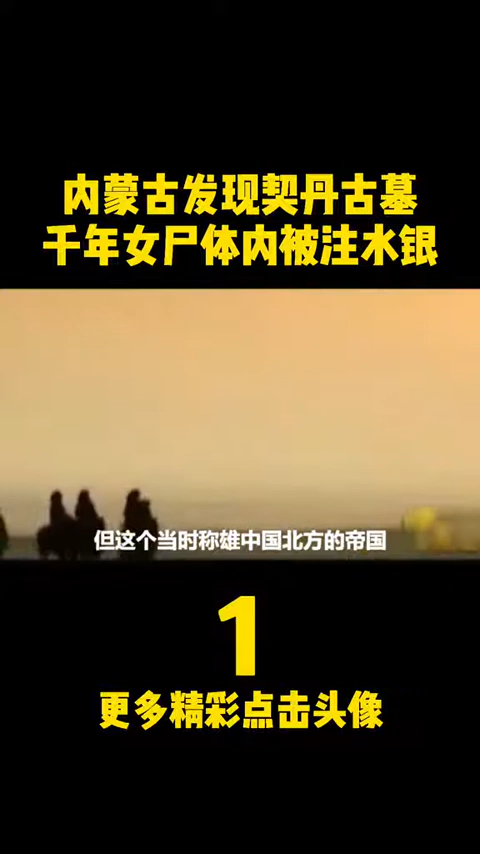 内蒙古发现契丹古墓
千年女尸体内被注水银
但这个当时称雄中国北方的帝国
1
更多精彩点击头像